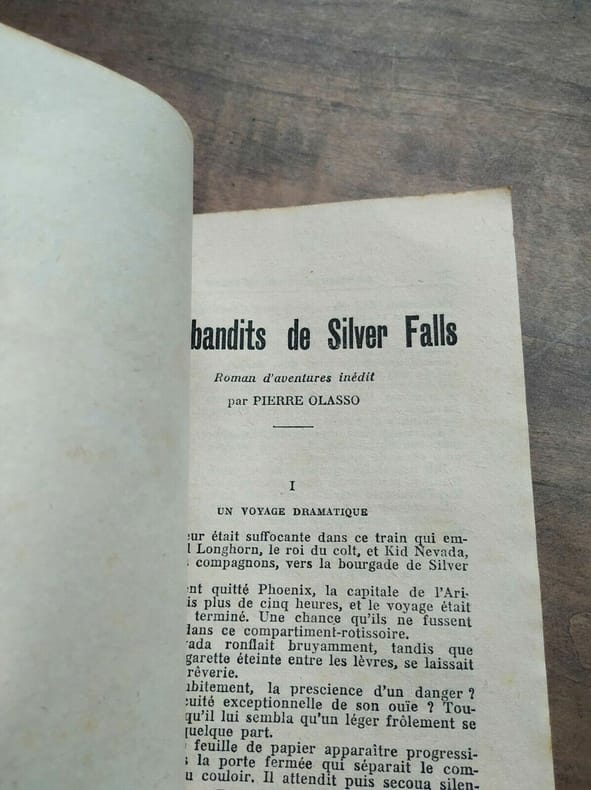 bandits de Silver Falls
Roman d'aventures inédit
par PIERRE OLASSO
I
UN VOYAGE DRAMATIQUE
eur était suffocante dans ce train qui em-
l Longhorn, le roi du colt, et Kid Nevada,
compagnons, vers la bourgade de Silver
ent quitté Phoenix, la capitale de l'Ari-
is plus de cinq heures, et le voyage était
terminé. Une chance qu'ils ne fussent
dans ce compartiment-rotissoire.
vada ronflait bruyamment, tandis que
garette éteinte entre les lèvres, se laissait
rêverie.
ubitement, la prescience d'un danger ?
cuité exceptionnelle de son ouïe ? Tou-
qu'il lui sembla qu'un léger frôlement se
quelque part.
feuille de papier apparaître progressi-
s la porte fermée qui séparait le com-
u couloir. Il attendit puis secoua silen-